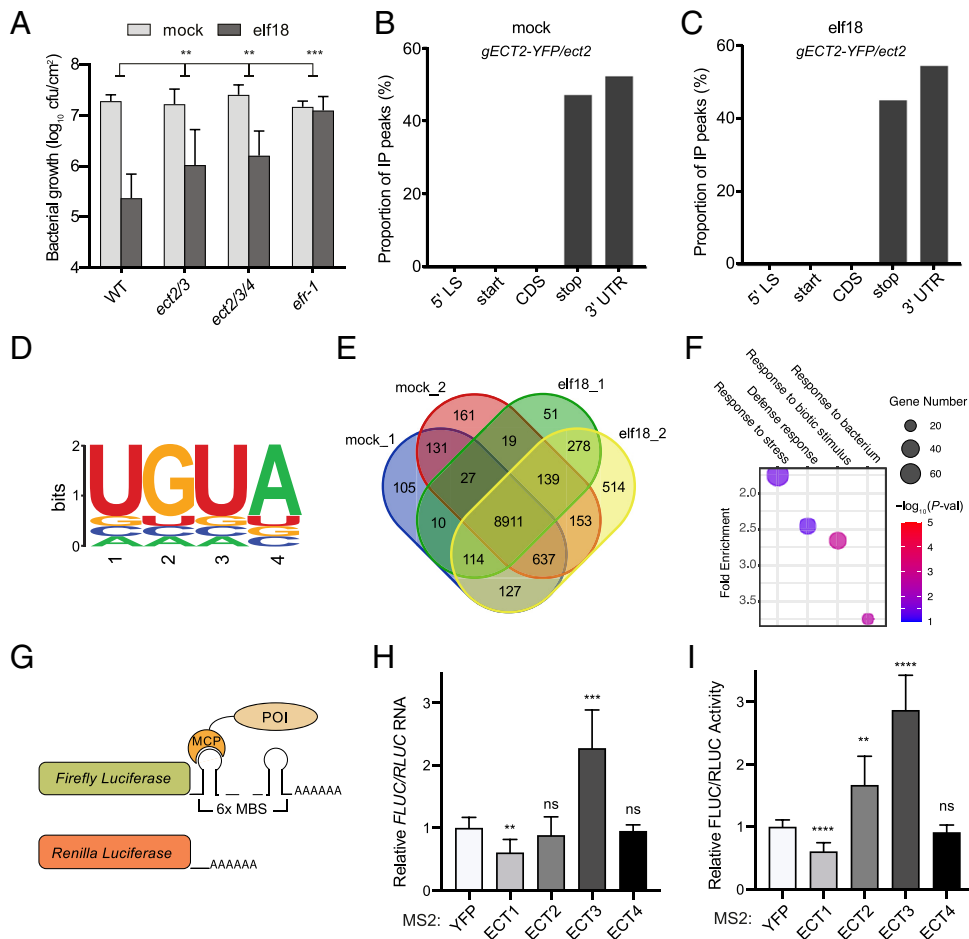 A
mock
elf18
**
**
***
Bacterial growth (log10 cfu/cm2)
8
7
6
5
4
WT
ect2/3
ect2/3/4
efr-1
B
mock
gECT2-YFP/ect2
Proportion of IP peaks (%)
60
40
20
0
5' LS
start
CDS
stop
3' UTR
C
elf18
gECT2-YFP/ect2
Proportion of IP peaks (%)
60
40
20
0
5' LS
start
CDS
stop
3' UTR
D
bits
2
1
0
UGUA
GUGU
CCCG
AAAC
1
2
3
4
E
mock_1
mock_2
elf18_1
elf18_2
161
51
131
19
278
105
27
139
514
10
8911
153
114
637
127
F
Response to stress
Defense response
Response to biotic stimulus
Response to bacterium
Fold Enrichment
2.0
2.5
3.0
3.5
Gene Number
20
40
60
−log10(P-val)
5
4
3
2
1
G
POI
MCP
Firefly Luciferase
AAAAAA
6x MBS
Renilla Luciferase
AAAAAA
H
Relative FLUC/RLUC RNA
3
2
1
0
**
ns
***
ns
MS2:
YFP
ECT1
ECT2
ECT3
ECT4
I
Relative FLUC/RLUC Activity
3
2
1
0
****
**
****
ns
MS2:
YFP
ECT1
ECT2
ECT3
ECT4